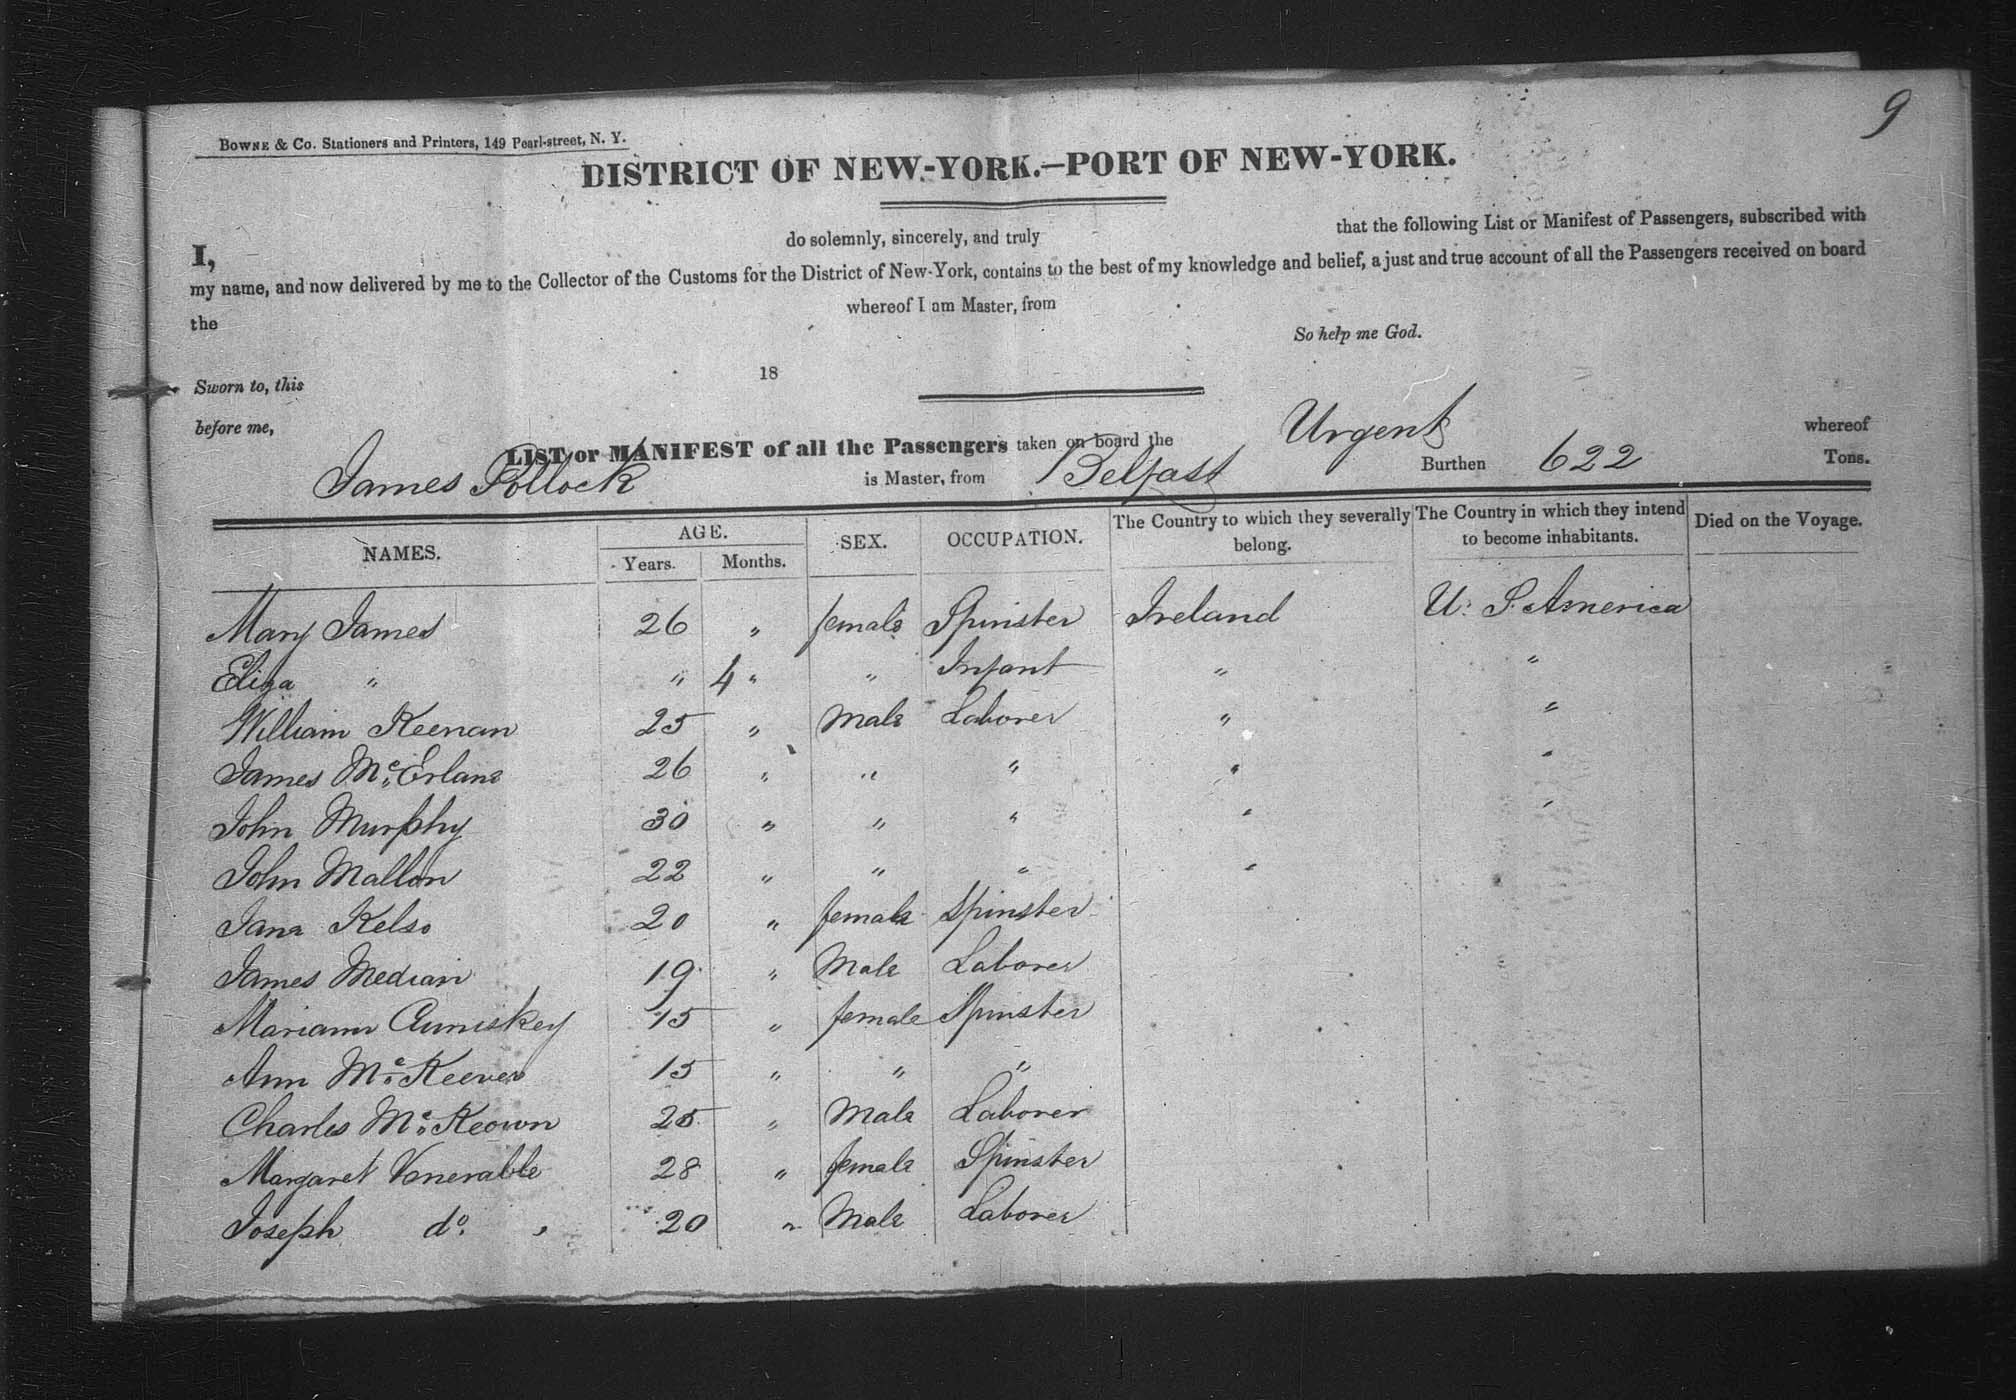 9
BOWNE & CO. Stationers and Printers, 149 Pearl-street, N. Y.
DISTRICT OF NEW-YORK.—PORT OF NEW-YORK.
I, do solemnly, sincerely, and truly that the following List or Manifest of Passengers, subscribed with
my name, and now delivered by me to the Collector of the Customs for the District of New-York, contains to the best of my knowledge and belief, a just and true account of all the Passengers received on board
the whereof I am Master, from
So help me God.
Sworn to, this 18
before me,
LIST or MANIFEST of all the Passengers taken on board the Urgent whereof
James Pollock is Master, from Belfast Burthen 622 Tons.
NAMES. AGE. Years. Months. SEX. OCCUPATION. The Country to which they severally belong. The Country in which they intend to become inhabitants. Died on the Voyage.
Mary James 26 " female Spinster Ireland U. S. America
Eliza " " 4 " " Infant " "
William Keenan 25 " Male Laborer " "
James Mc. Erlane 26 " " " " "
John Murphy 30 " " " " "
John Mallon 22 " " " "
Jane Kelso 20 " female Spinster
James Median 19 " Male Laborer
Mariann 15 " female Spinster
Ann Mc. Keever 15 " " "
Charles Mc. Keown 25 " Male Laborer
Margaret Venerable 28 " female Spinster
Joseph do. 20 " Male Laborer